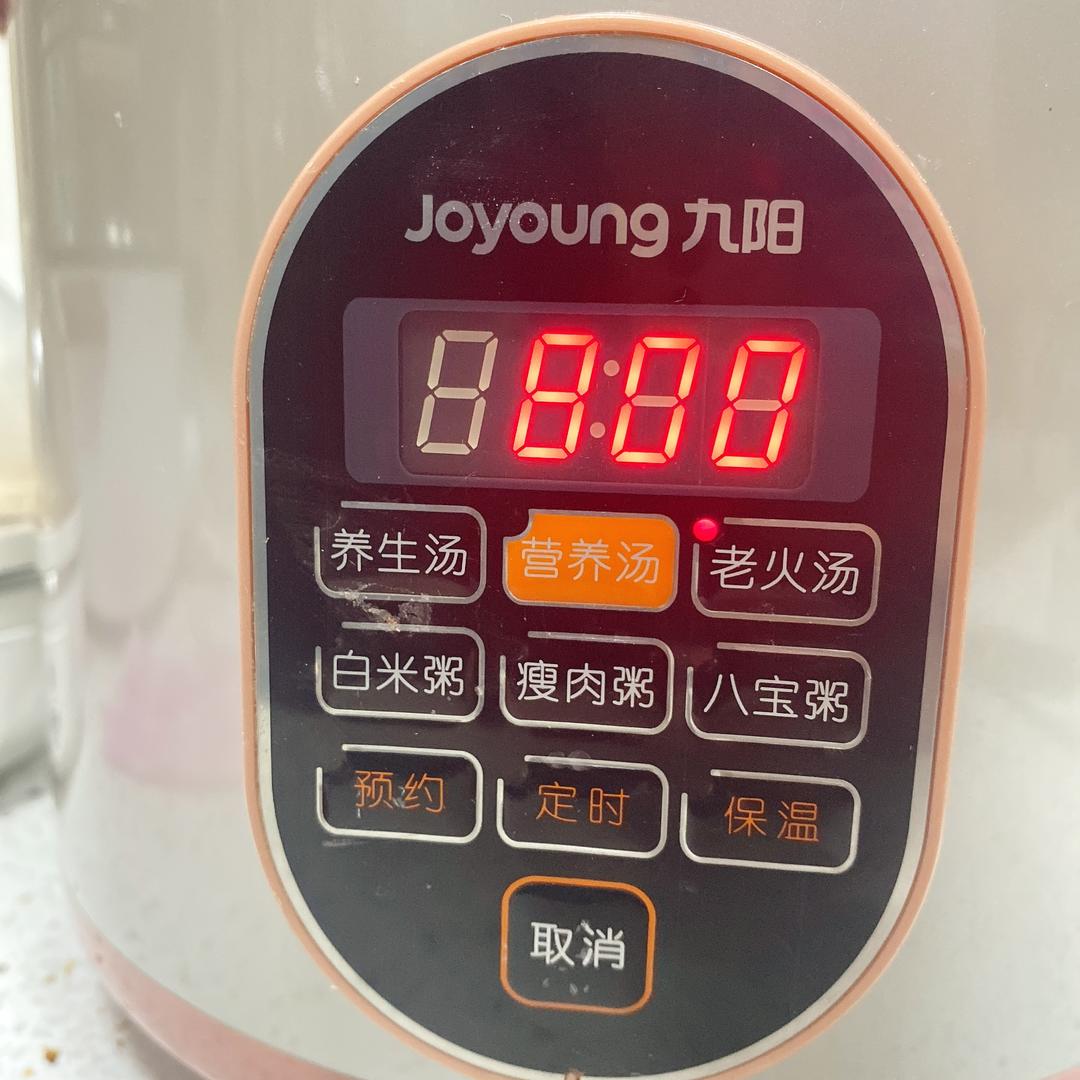 Joyoung 九阳
8:00
养生汤 营养汤 老火汤
白米粥 瘦肉粥 八宝粥
预约 定时 保温
取消